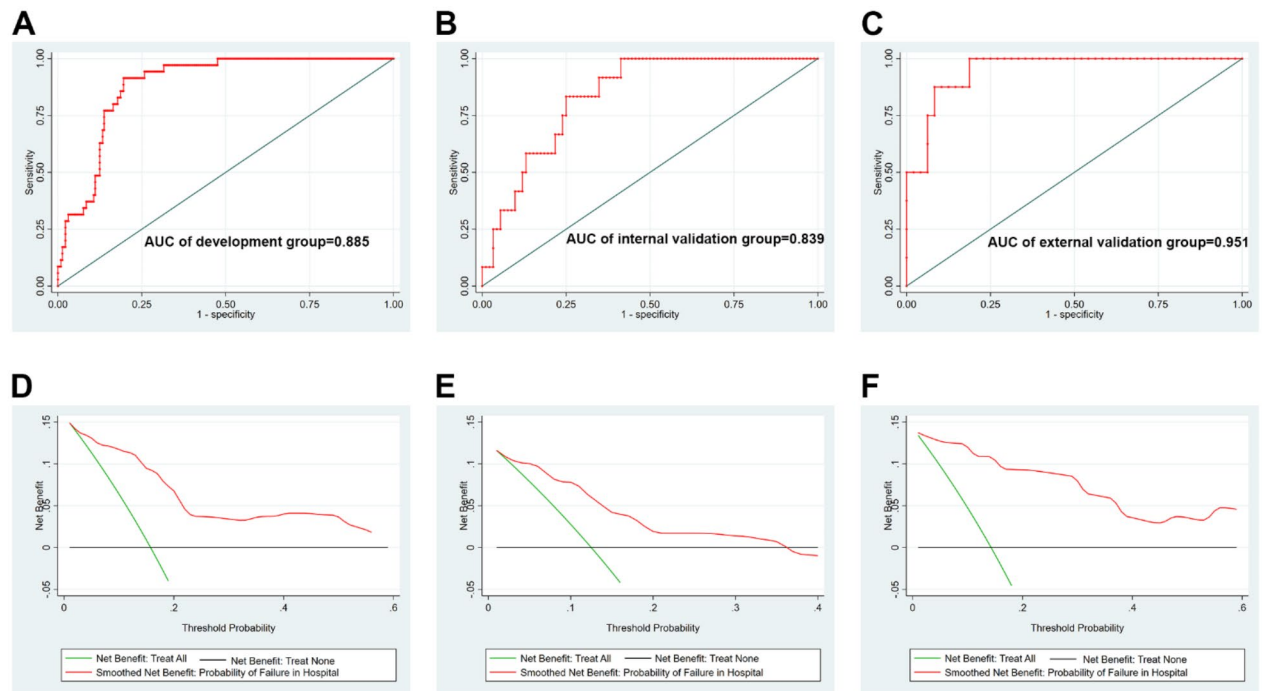 A
B
C
Sensitivity
0.00 0.25 0.50 0.75 1.00
AUC of development group=0.885
0.00 0.25 0.50 0.75 1.00
1 - specificity
Sensitivity
0.00 0.25 0.50 0.75 1.00
AUC of internal validation group=0.839
0.00 0.25 0.50 0.75 1.00
1 - specificity
Sensitivity
0.00 0.25 0.50 0.75 1.00
AUC of external validation group=0.951
0.00 0.25 0.50 0.75 1.00
1 - specificity
D
E
F
Net Benefit
-.05 0 .05 .1 .15
0 .2 .4 .6
Threshold Probability
Net Benefit: Treat All Net Benefit: Treat None
Smoothed Net Benefit: Probability of Failure in Hospital
Net Benefit
-.05 0 .05 .1 .15
0 .1 .2 .3 .4
Threshold Probability
Net Benefit: Treat All Net Benefit: Treat None
Smoothed Net Benefit: Probability of Failure in Hospital
Net Benefit
-.05 0 .05 .1 .15
0 .2 .4 .6
Threshold Probability
Net Benefit: Treat All Net Benefit: Treat None
Smoothed Net Benefit: Probability of Failure in Hospital